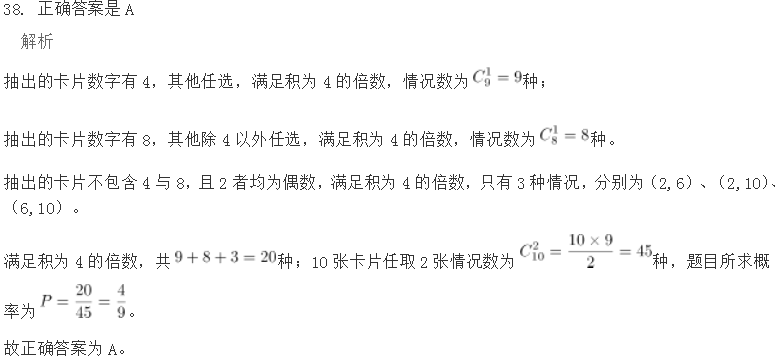 38. 正确答案是A
解析
抽出的卡片数字有4，其他任选，满足积为4的倍数，情况数为 $C_9^1 = 9$种；
抽出的卡片数字有8，其他除4以外任选，满足积为4的倍数，情况数为 $C_8^1 = 8$种。
抽出的卡片不包含4与8，且2者均为偶数，满足积为4的倍数，只有3种情况，分别为（2,6）、（2,10）、
（6,10）。
满足积为4的倍数，共 $9 + 8 + 3 = 20$种；10张卡片任取2张情况数为 $C_{10}^2 = \frac{10 \times 9}{2} = 45$种，题目所求概
率为 $P = \frac{20}{45} = \frac{4}{9}$。
故正确答案为A。